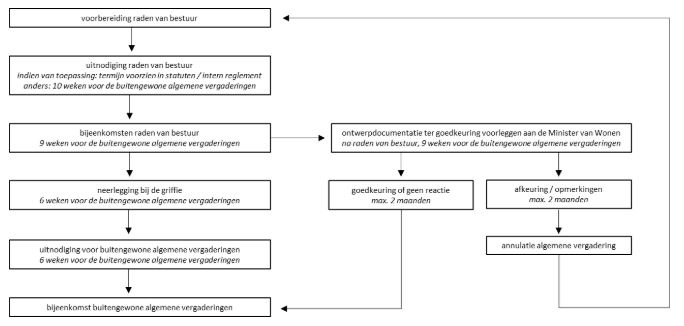 voorbereiding raden van bestuur
uitnodiging raden van bestuur
indien van toepassing: termijn voorzien in statuten / intern reglement
anders: 10 weken voor de buitengewone algemene vergaderingen
bijeenkomsten raden van bestuur
9 weken voor de buitengewone algemene vergaderingen
ontwerpdocumentatie ter goedkeuring voorleggen aan de Minister van Wonen
na raden van bestuur, 9 weken voor de buitengewone algemene vergaderingen
neerlegging bij de griffie
6 weken voor de buitengewone algemene vergaderingen
goedkeuring of geen reactie
max. 2 maanden
afkeuring / opmerkingen
max. 2 maanden
uitnodiging voor buitengewone algemene vergaderingen
6 weken voor de buitengewone algemene vergaderingen
annulatie algemene vergadering
bijeenkomst buitengewone algemene vergaderingen